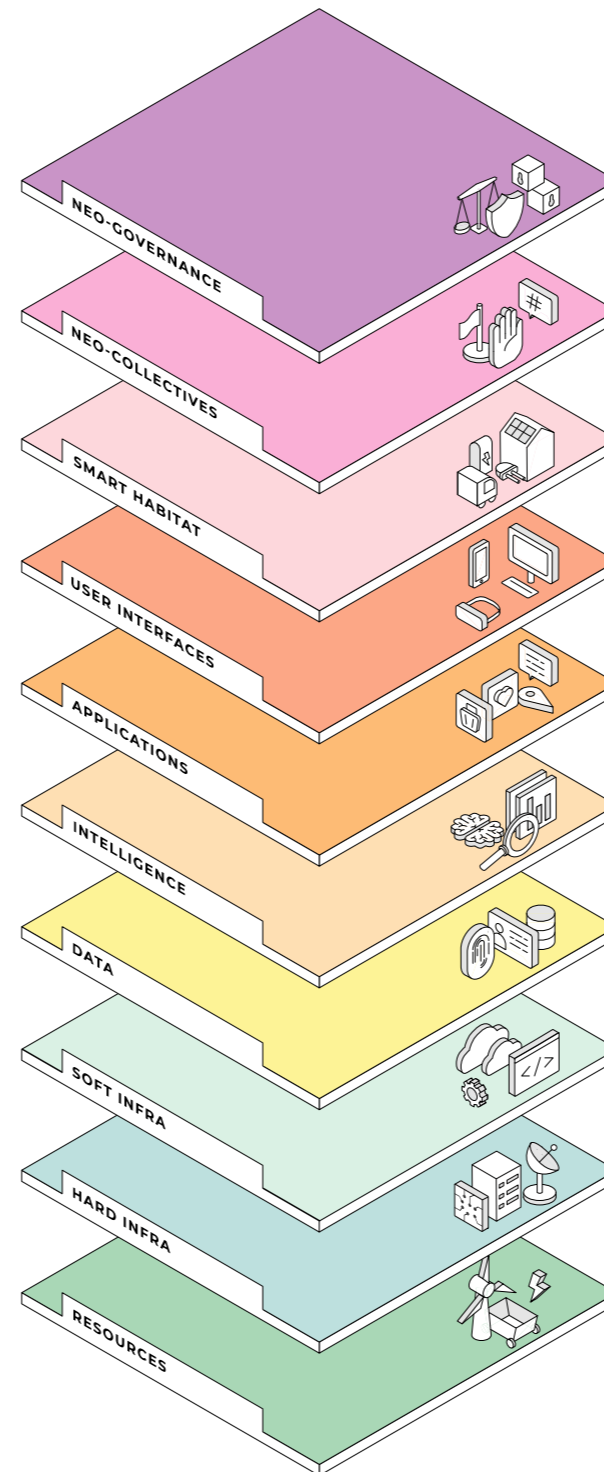 NEO-GOVERNANCE
#
NEO-COLLECTIVES
SMART HABITAT
USER INTERFACES
APPLICATIONS
INTELLIGENCE
DATA
</>
SOFT INFRA
HARD INFRA
RESOURCES